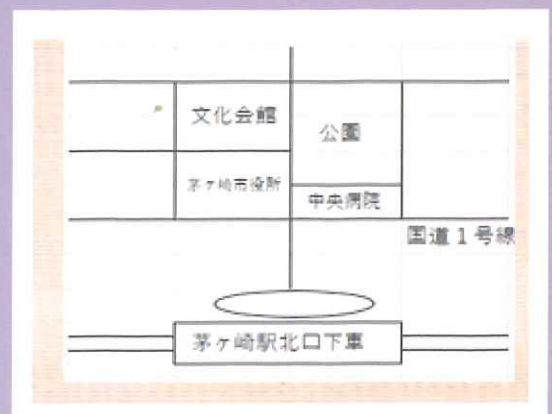 文化会館
公園
茅ヶ崎市役所
中央病院
国道1号線
茅ヶ崎駅北口下車